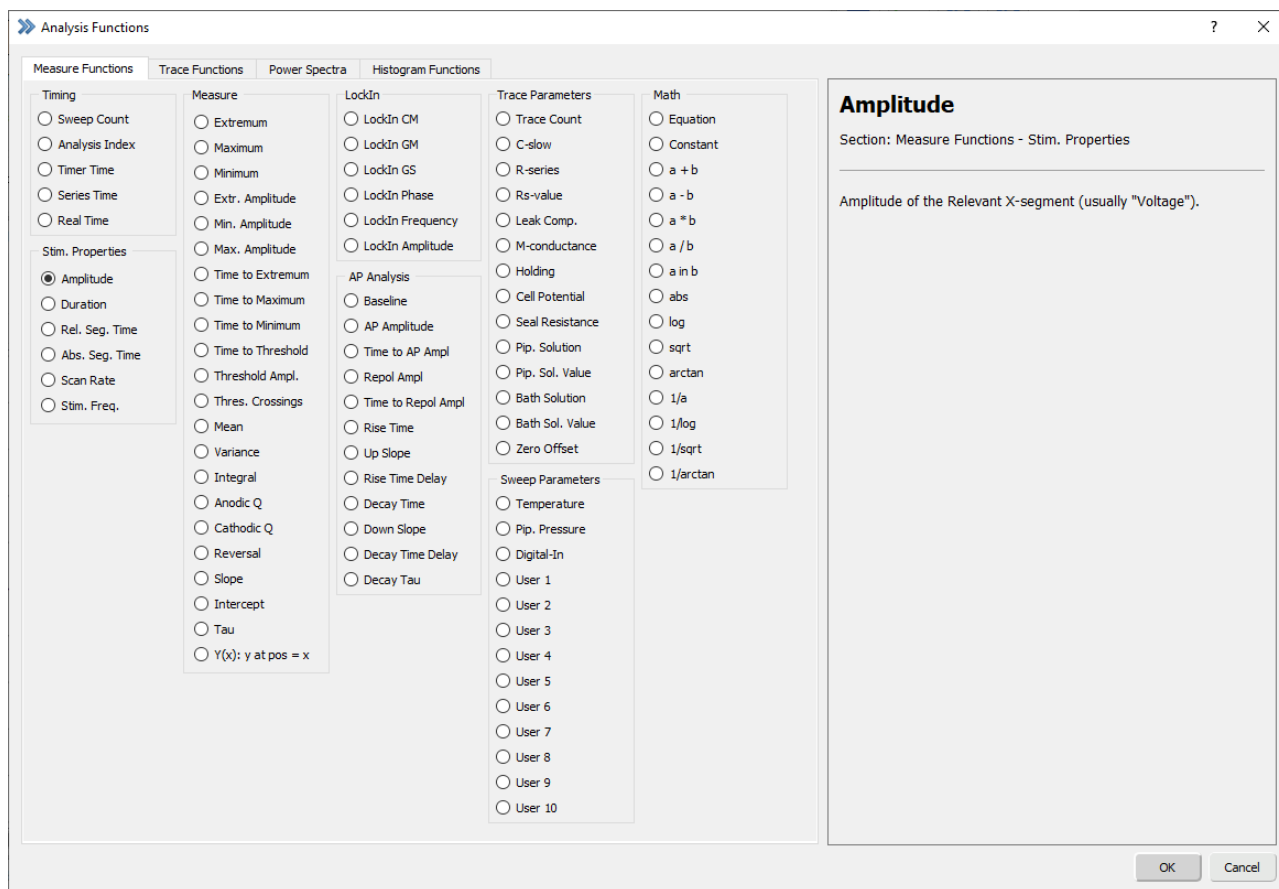 Analysis Functions
?
Measure Functions
Trace Functions
Power Spectra
Histogram Functions
Timing
Sweep Count
Analysis Index
Timer Time
Series Time
Real Time
Stim. Properties
Amplitude
Duration
Rel. Seg. Time
Abs. Seg. Time
Scan Rate
Stim. Freq.
Measure
Extremum
Maximum
Minimum
Extr. Amplitude
Min. Amplitude
Max. Amplitude
Time to Extremum
Time to Maximum
Time to Minimum
Time to Threshold
Threshold Ampl.
Thres. Crossings
Mean
Variance
Integral
Anodic Q
Cathodic Q
Reversal
Slope
Intercept
Tau
Y(x): y at pos = x
LockIn
LockIn CM
LockIn GM
LockIn GS
LockIn Phase
LockIn Frequency
LockIn Amplitude
AP Analysis
Baseline
AP Amplitude
Time to AP Ampl
Repol Ampl
Time to Repol Ampl
Rise Time
Up Slope
Rise Time Delay
Decay Time
Down Slope
Decay Time Delay
Decay Tau
Trace Parameters
Trace Count
C-slow
R-series
Rs-value
Leak Comp.
M-conductance
Holding
Cell Potential
Seal Resistance
Pip. Solution
Pip. Sol. Value
Bath Solution
Bath Sol. Value
Zero Offset
Sweep Parameters
Temperature
Pip. Pressure
Digital-In
User 1
User 2
User 3
User 4
User 5
User 6
User 7
User 8
User 9
User 10
Math
Equation
Constant
a + b
a - b
a * b
a / b
a in b
abs
log
sqrt
arctan
1/a
1/log
1/sqrt
1/arctan
Amplitude
Section: Measure Functions - Stim. Properties
Amplitude of the Relevant X-segment (usually "Voltage").
OK
Cancel